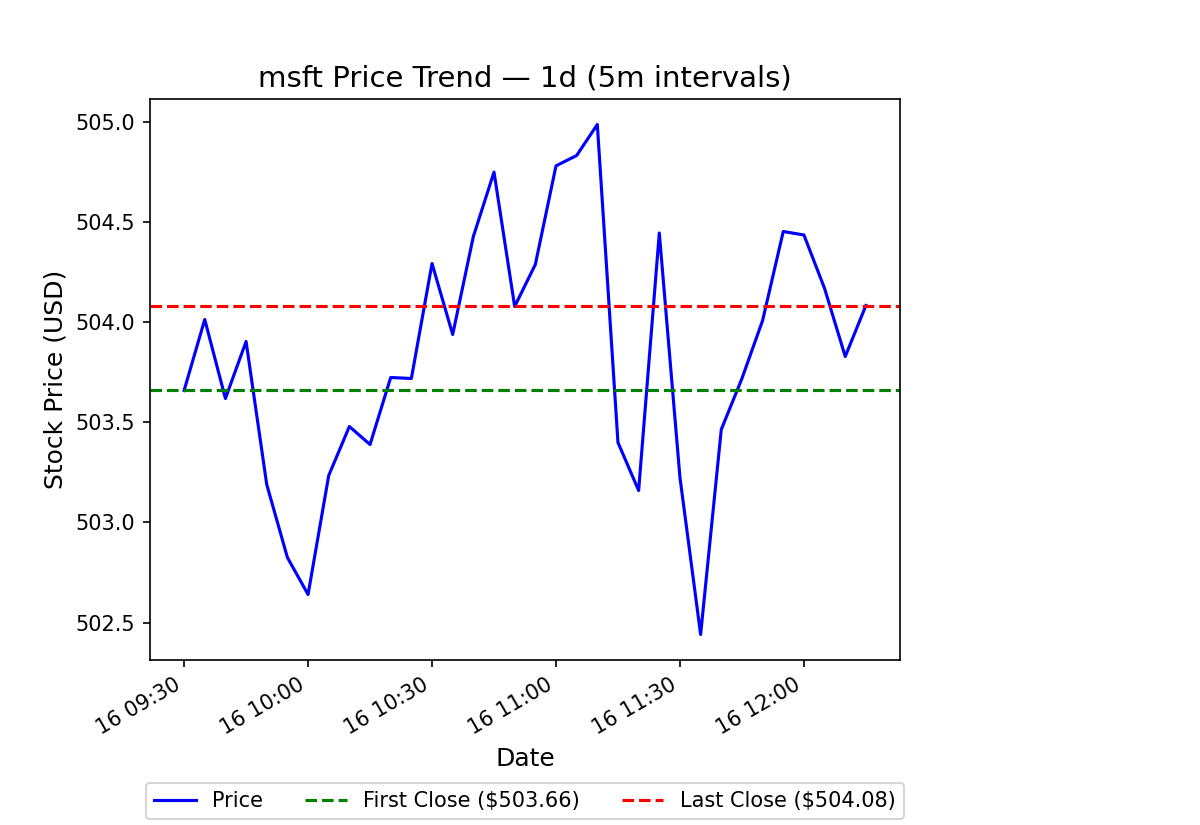 msft Price Trend — 1d (5m intervals)
Stock Price (USD)
505.0
504.5
504.0
503.5
503.0
502.5
16 09:30
16 10:00
16 10:30
16 11:00
16 11:30
16 12:00
Date
Price
First Close ($503.66)
Last Close ($504.08)